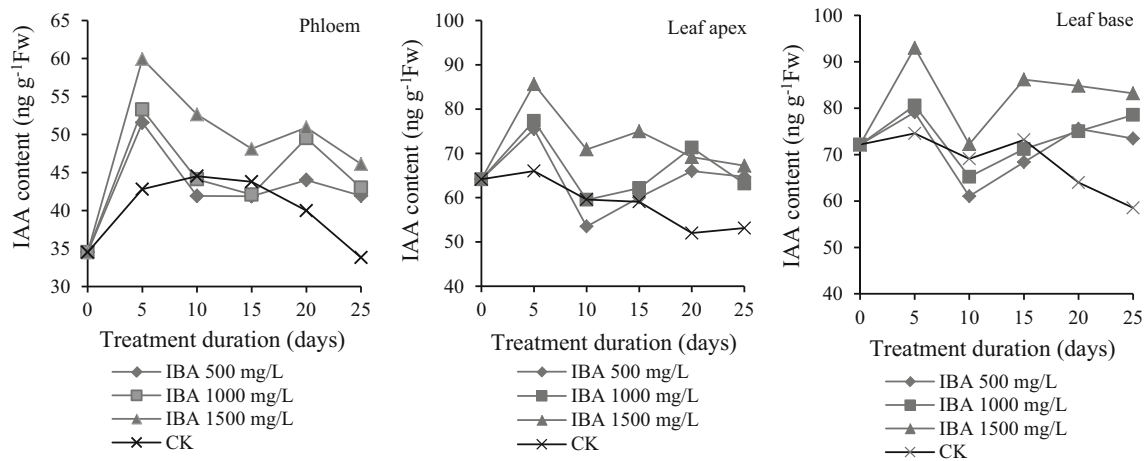 Phloem
IAA content (ng g⁻¹Fw)
65
60
55
50
45
40
35
30
0 5 10 15 20 25
Treatment duration (days)
IBA 500 mg/L
IBA 1000 mg/L
IBA 1500 mg/L
CK
Leaf apex
IAA content (ng g⁻¹Fw)
100
90
80
70
60
50
40
0 5 10 15 20 25
Treatment duration (days)
IBA 500 mg/L
IBA 1000 mg/L
IBA 1500 mg/L
CK
Leaf base
IAA content (ng g⁻¹Fw)
100
90
80
70
60
50
40
0 5 10 15 20 25
Treatment duration (days)
IBA 500 mg/L
IBA 1000 mg/L
IBA 1500 mg/L
CK